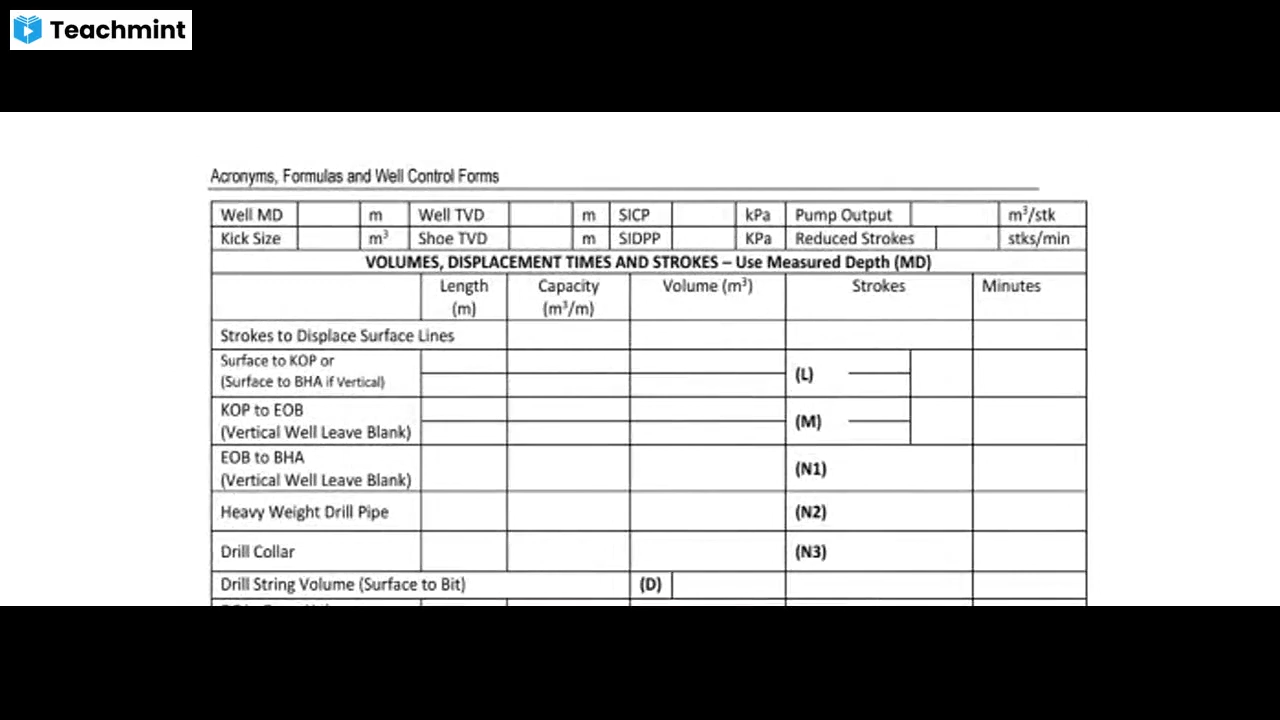 Teachmint
Acronyms, Formulas and Well Control Forms
Well MD m Well TVD m SICP kPa Pump Output m³/stk
Kick Size m³ Shoe TVD m SIDPP KPa Reduced Strokes stks/min
VOLUMES, DISPLACEMENT TIMES AND STROKES – Use Measured Depth (MD)
Length Capacity Volume (m³) Strokes Minutes
(m) (m³/m)
Strokes to Displace Surface Lines
Surface to KOP or
(Surface to BHA if Vertical) (L)
KOP to EOB
(Vertical Well Leave Blank) (M)
EOB to BHA
(Vertical Well Leave Blank) (N1)
Heavy Weight Drill Pipe (N2)
Drill Collar (N3)
Drill String Volume (Surface to Bit) (D)